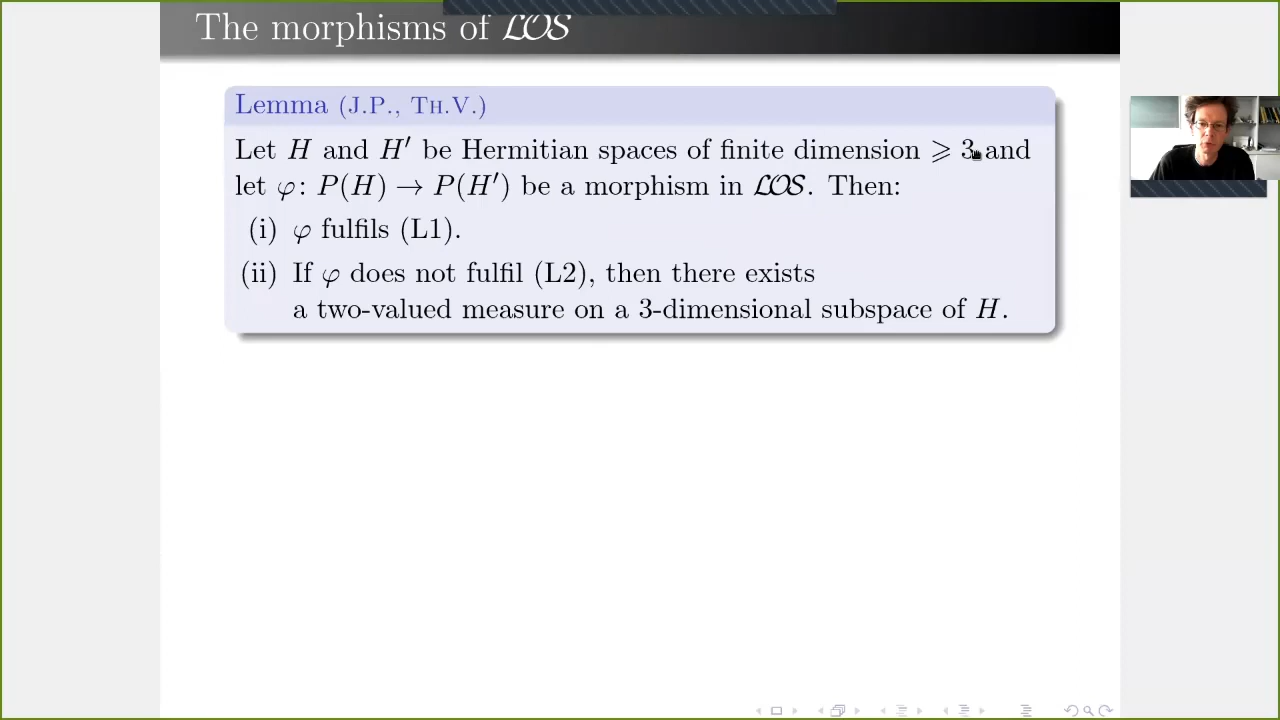 The morphisms of 𝓛𝓞𝓢
Lemma (J.P., Th.V.)
Let H and H′ be Hermitian spaces of finite dimension ⩾ 3 and
let φ: P(H) → P(H′) be a morphism in 𝓛𝓞𝓢. Then:
(i) φ fulfils (L1).
(ii) If φ does not fulfil (L2), then there exists
a two-valued measure on a 3-dimensional subspace of H.